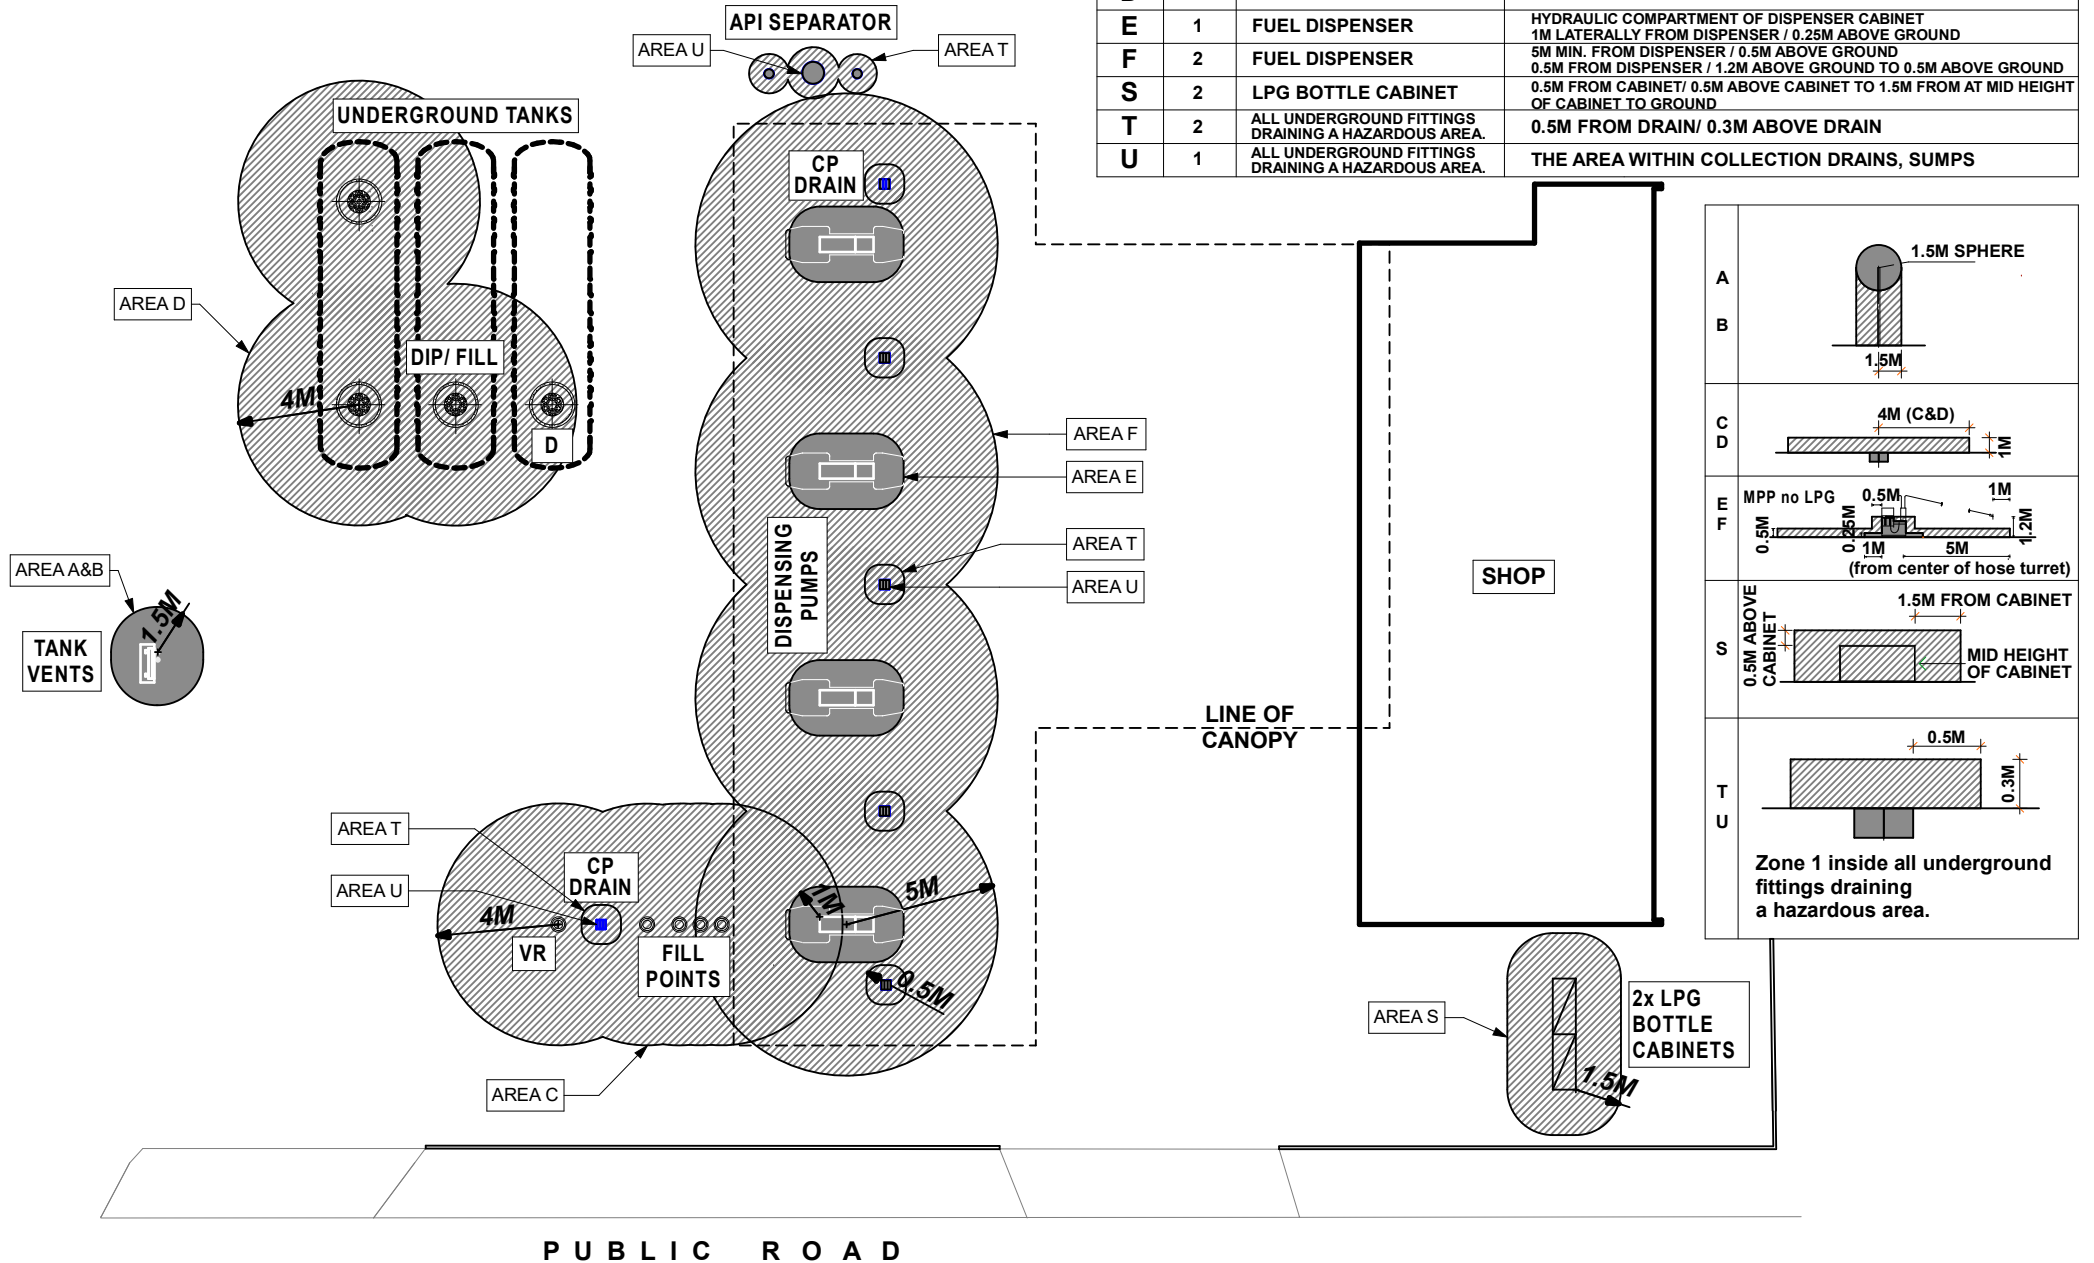 E 1 FUEL DISPENSER HYDRAULIC COMPARTMENT OF DISPENSER CABINET
1M LATERALLY FROM DISPENSER / 0.25M ABOVE GROUND
F 2 FUEL DISPENSER 5M MIN. FROM DISPENSER / 0.5M ABOVE GROUND
0.5M FROM DISPENSER / 1.2M ABOVE GROUND TO 0.5M ABOVE GROUND
S 2 LPG BOTTLE CABINET 0.5M FROM CABINET/ 0.5M ABOVE CABINET TO 1.5M FROM AT MID HEIGHT
OF CABINET TO GROUND
T 2 ALL UNDERGROUND FITTINGS
DRAINING A HAZARDOUS AREA.
0.5M FROM DRAIN/ 0.3M ABOVE DRAIN
U 1 ALL UNDERGROUND FITTINGS
DRAINING A HAZARDOUS AREA.
THE AREA WITHIN COLLECTION DRAINS, SUMPS
API SEPARATOR
AREA U
AREA T
UNDERGROUND TANKS
CP
DRAIN
AREA D
DIP/ FILL
4M
D
AREA F
AREA E
AREA T
AREA U
DISPENSING
PUMPS
AREA A&B
1.5M
TANK
VENTS
SHOP
LINE OF
CANOPY
AREA T
AREA U
CP
DRAIN
4M
VR
FILL
POINTS
1M
5M
0.5M
AREA C
AREA S
2x LPG
BOTTLE
CABINETS
1.5M
A
B
1.5M SPHERE
1.5M
C
D
4M (C&D)
1M
E
F
MPP no LPG
0.5M
1M
0.5M
0.25M
1.2M
1M
5M
(from center of hose turret)
S
0.5M ABOVE
CABINET
1.5M FROM CABINET
MID HEIGHT
OF CABINET
T
U
0.5M
0.3M
Zone 1 inside all underground
fittings draining
a hazardous area.
PUBLIC ROAD